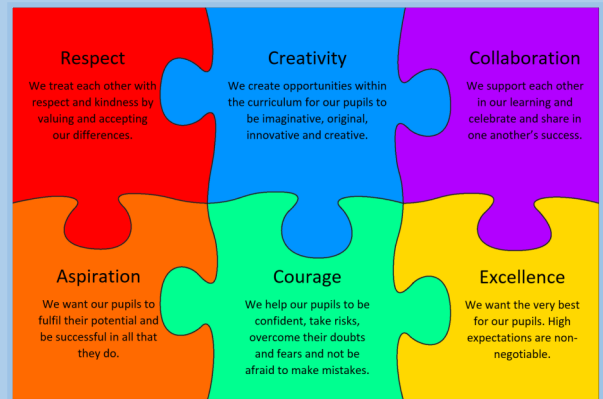 Respect
We treat each other with
respect and kindness by
valuing and accepting
our differences.
Creativity
We create opportunities within
the curriculum for our pupils to
be imaginative, original,
innovative and creative.
Collaboration
We support each other
in our learning and
celebrate and share in
one another's success.
Aspiration
We want our pupils to
fulfil their potential and
be successful in all that
they do.
Courage
We help our pupils to be
confident, take risks,
overcome their doubts
and fears and not be
afraid to make mistakes.
Excellence
We want the very best
for our pupils. High
expectations are non-
negotiable.